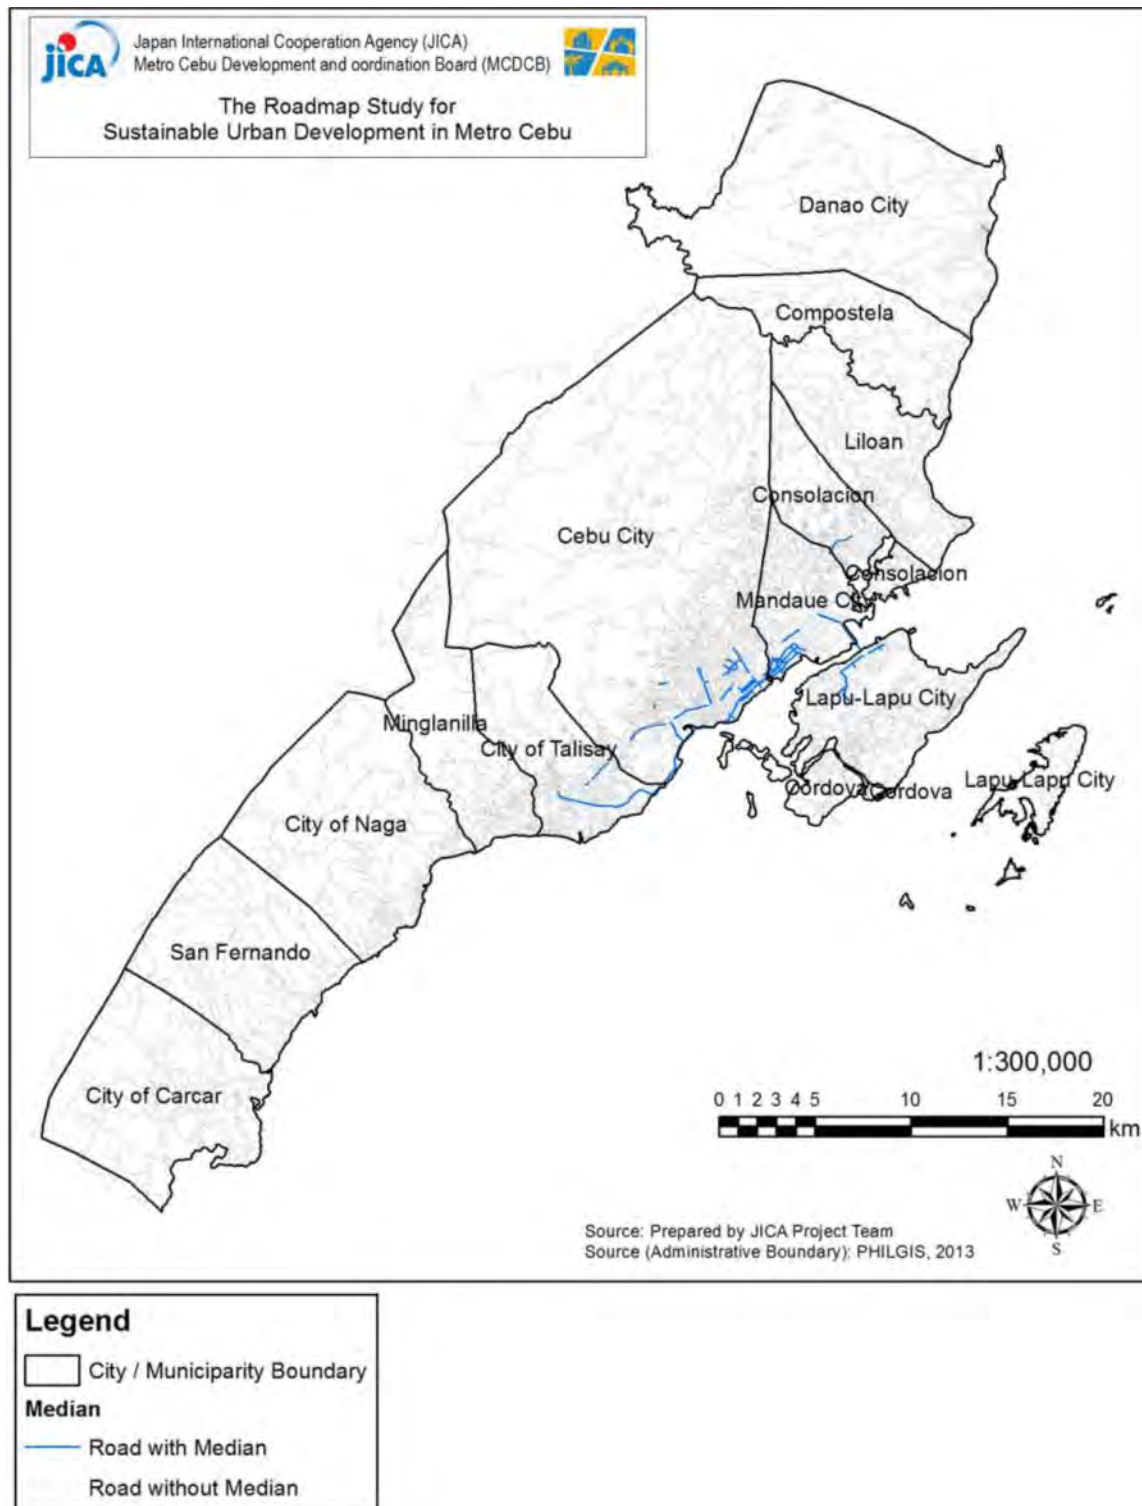 JICA
Japan International Cooperation Agency (JICA)
Metro Cebu Development and oordination Board (MCDCB)
The Roadmap Study for
Sustainable Urban Development in Metro Cebu
Danao City
Compostela
Liloan
Consolacion
Cebu City
Consolacion
Mandaue City
Lapu-Lapu City
Minglanilla
City of Talisay
Cordova
Cordova
Lapu-Lapu City
City of Naga
San Fernando
City of Carcar
1:300,000
0 1 2 3 4 5 10 15 20
km
N
W E
S
Source: Prepared by JICA Project Team
Source (Administrative Boundary): PHILGIS, 2013
Legend
City / Municiparity Boundary
Median
Road with Median
Road without Median